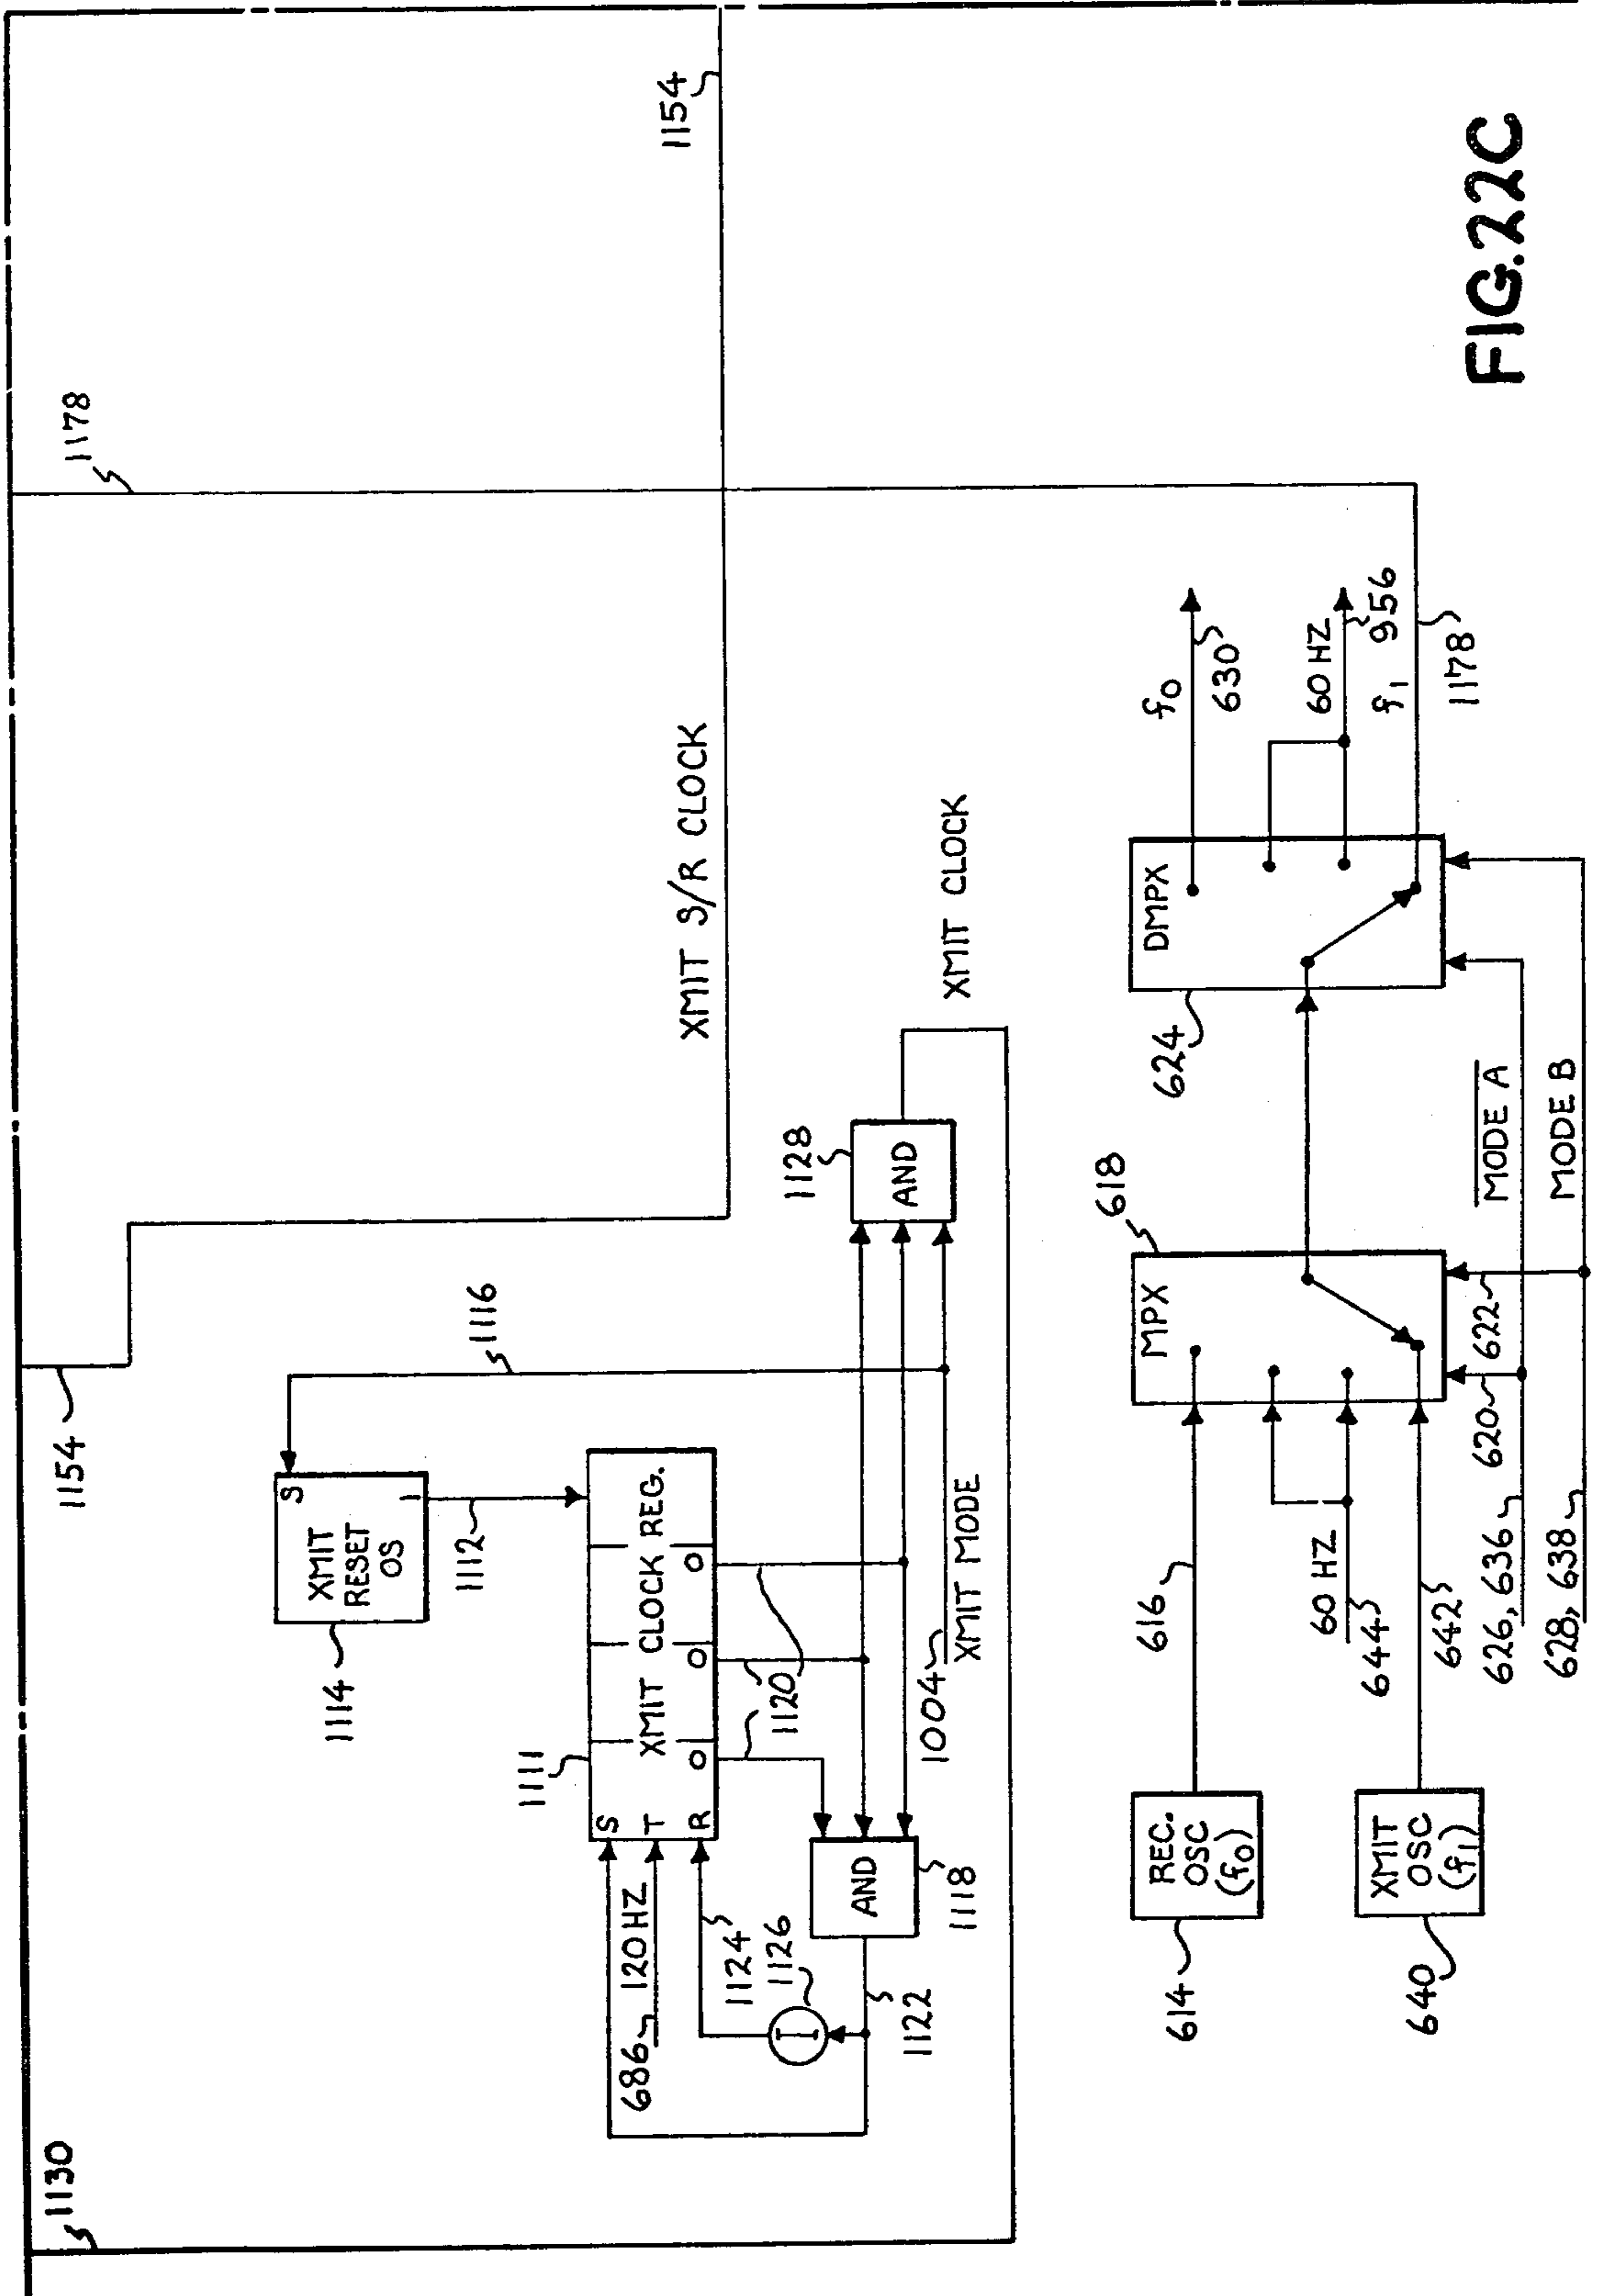 1130
1154
1178
1154
XMIT S/R CLOCK
1114
XMIT
RESET
OS
S
1
1116
1112
1111
S
T
R
XMIT CLOCK REG.
O
O
O
1120
686
120 HZ
1124
1126
I
1122
AND
1118
1004
XMIT MODE
1128
AND
XMIT CLOCK
614
REC.
OSC
(f0)
616
618
MPX
624
DMPX
f0
630
60 HZ
644
60 HZ
956
640
XMIT
OSC
(f1)
642
f1
1178
620
622
626, 636
MODE A
628, 638
MODE B
FIG.22C